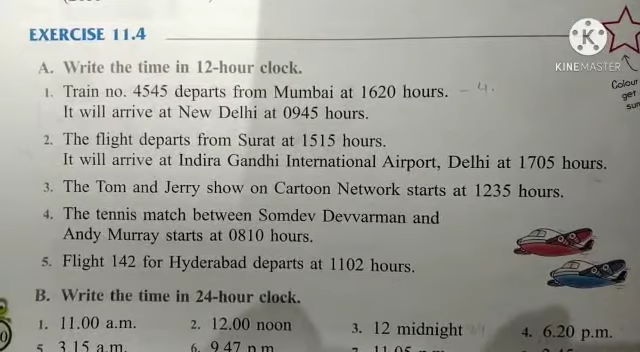 EXERCISE 11.4
KINEMASTER
Colour
get
A. Write the time in 12-hour clock.
1. Train no. 4545 departs from Mumbai at 1620 hours. - 4.
It will arrive at New Delhi at 0945 hours.
2. The flight departs from Surat at 1515 hours.
It will arrive at Indira Gandhi International Airport, Delhi at 1705 hours.
3. The Tom and Jerry show on Cartoon Network starts at 1235 hours.
4. The tennis match between Somdev Devvarman and
Andy Murray starts at 0810 hours.
5. Flight 142 for Hyderabad departs at 1102 hours.
B. Write the time in 24-hour clock.
1. 11.00 a.m. 2. 12.00 noon 3. 12 midnight 4. 6.20 p.m.
5. 3.15 a.m. 6. 9.47 p.m. 7. 11.05